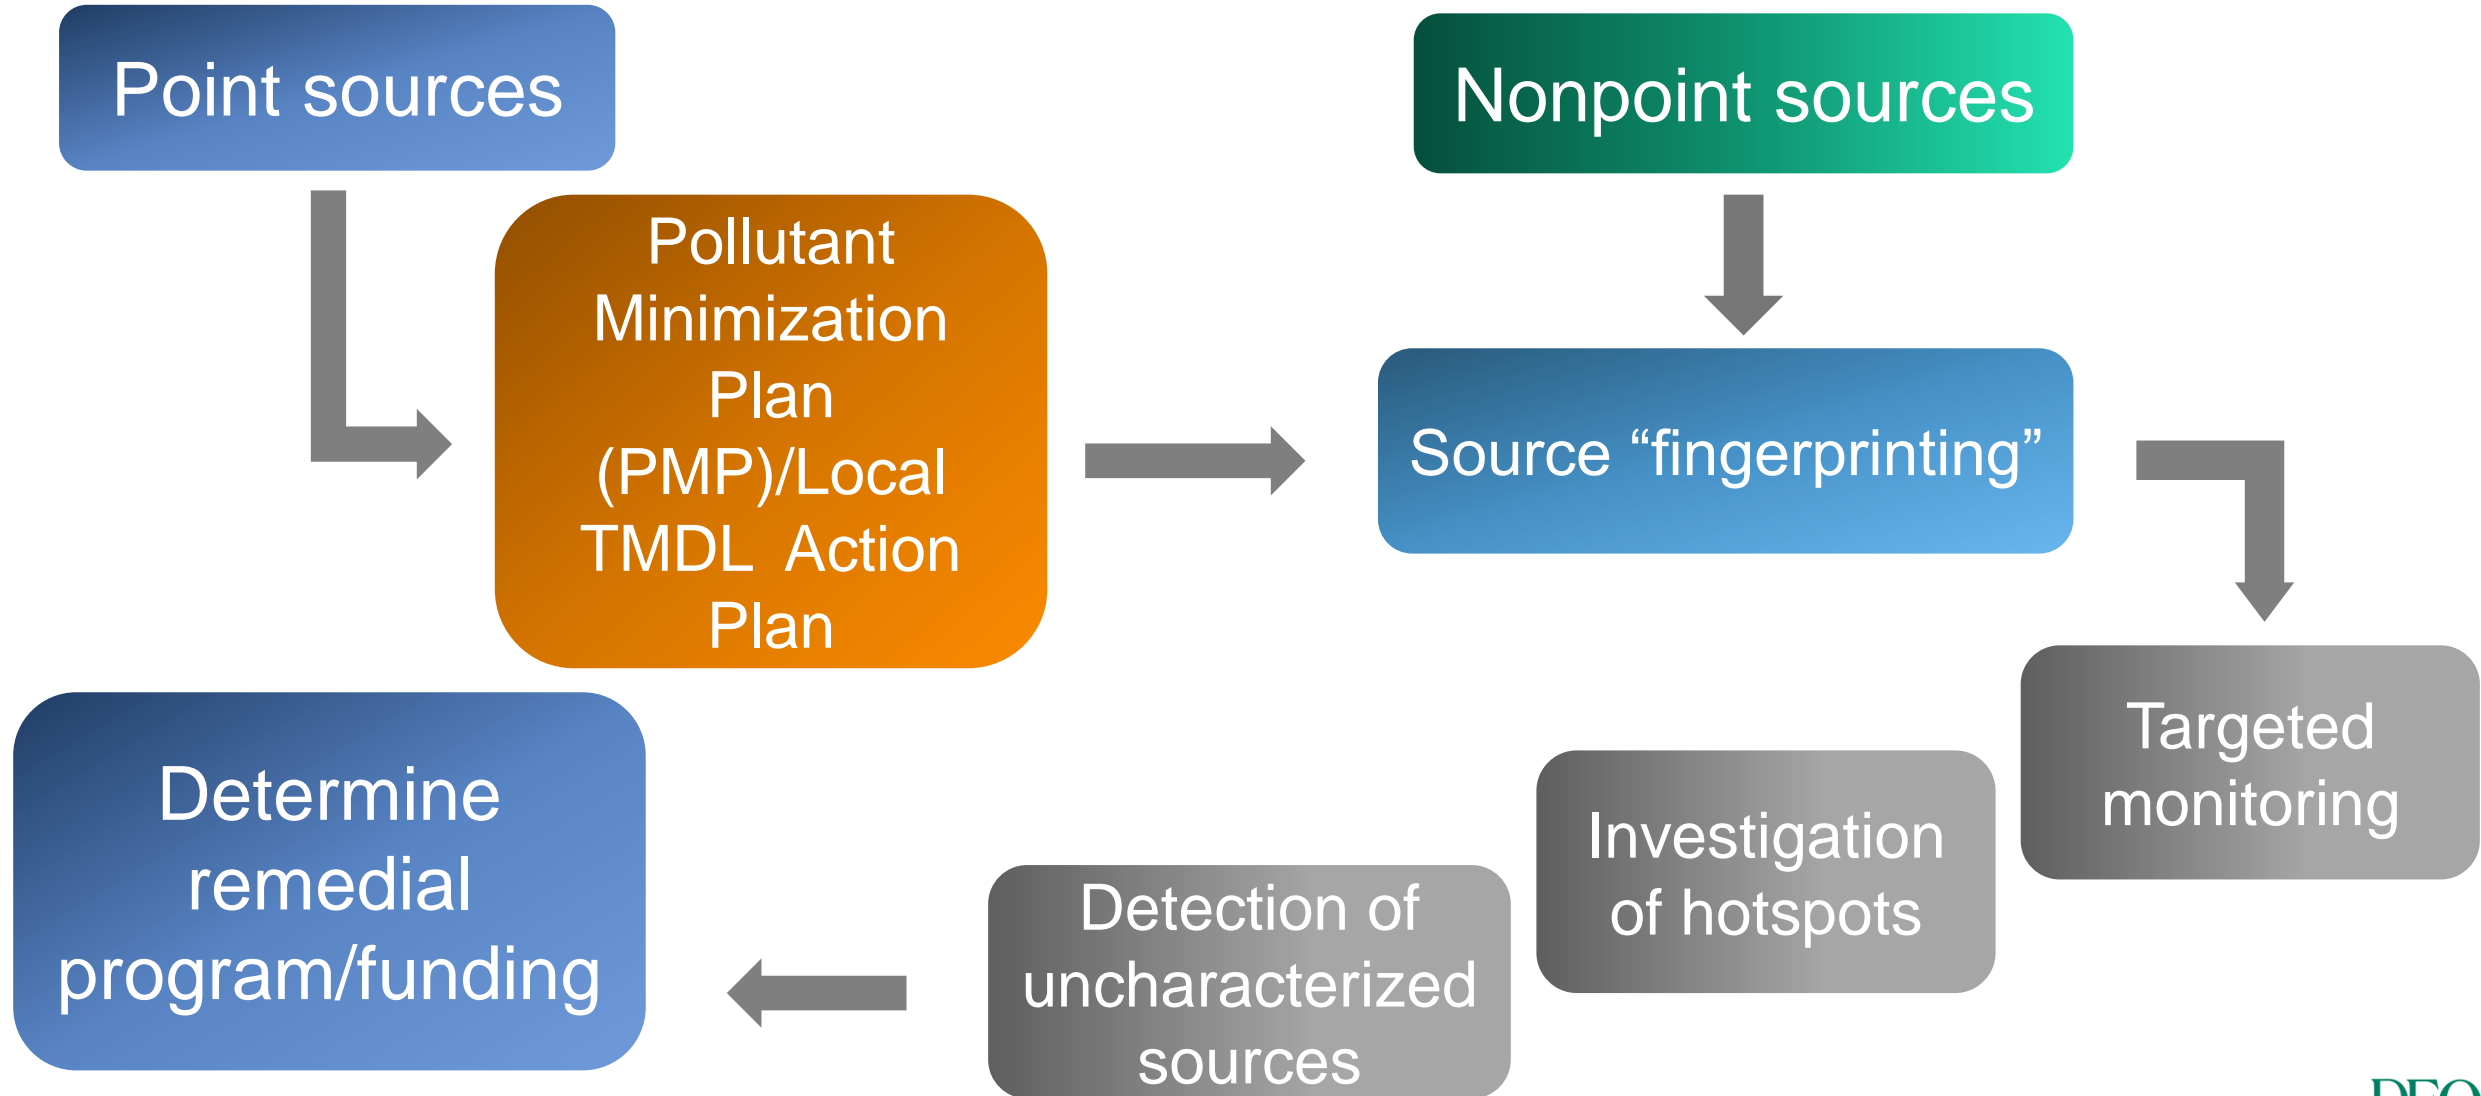 Point sources
Nonpoint sources
Pollutant
Minimization
Plan
(PMP)/Local
TMDL Action
Plan
Source “fingerprinting”
Targeted
monitoring
Investigation
of hotspots
Detection of
uncharacterized
sources
Determine
remedial
program/funding
DEQ